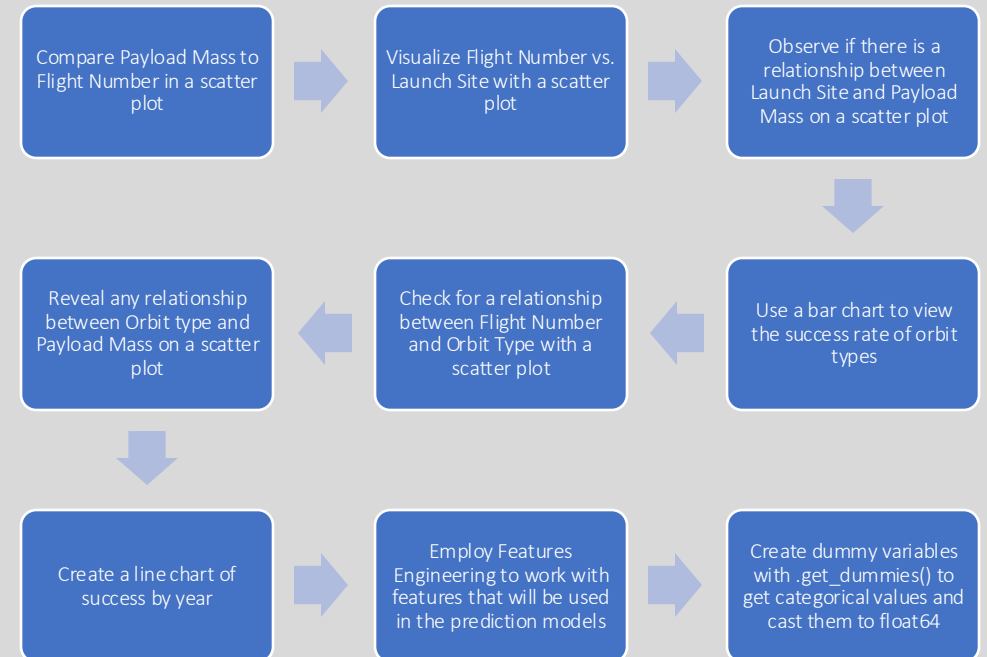 Compare Payload Mass to
Flight Number in a scatter
plot
Visualize Flight Number vs.
Launch Site with a scatter
plot
Observe if there is a
relationship between
Launch Site and Payload
Mass on a scatter plot
Use a bar chart to view
the success rate of orbit
types
Check for a relationship
between Flight Number
and Orbit Type with a
scatter plot
Reveal any relationship
between Orbit type and
Payload Mass on a scatter
plot
Create a line chart of
success by year
Employ Features
Engineering to work with
features that will be used
in the prediction models
Create dummy variables
with .get_dummies() to
get categorical values and
cast them to float64